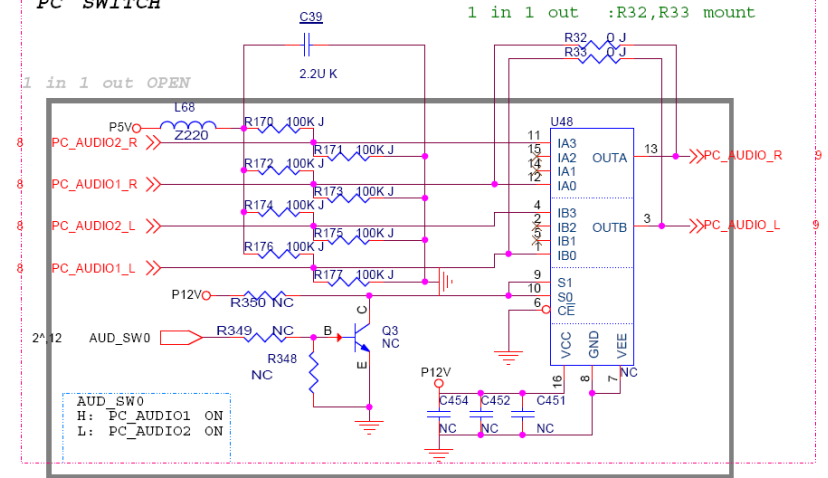 PC SWITCH
1 in 1 out :R32,R33 mount
C39
2.2U K
R32 0 J
R33 0 J
1 in 1 out OPEN
L68
Z220
P5V
R170 100K J
U48
8 PC_AUDIO2_R
R171 100K J
11 IA3
15 IA2
14 IA1
12 IA0
OUTA 13
PC_AUDIO_R 9
R172 100K J
8 PC_AUDIO1_R
R173 100K J
R174 100K J
4 IB3
2 IB2
5 IB1
1 IB0
OUTB 3
PC_AUDIO_L 9
8 PC_AUDIO2_L
R175 100K J
R176 100K J
8 PC_AUDIO1_L
R177 100K J
9 S1
10 S0
6 CE
P12V
R350 NC
2^,12 AUD_SW0
R349 NC
B
C
E
Q3
NC
R348
NC
VCC
GND
VEE
16
8
7
NC
P12V
C454
C452
C451
NC
NC
NC
AUD_SW0
H: PC_AUDIO1 ON
L: PC_AUDIO2 ON